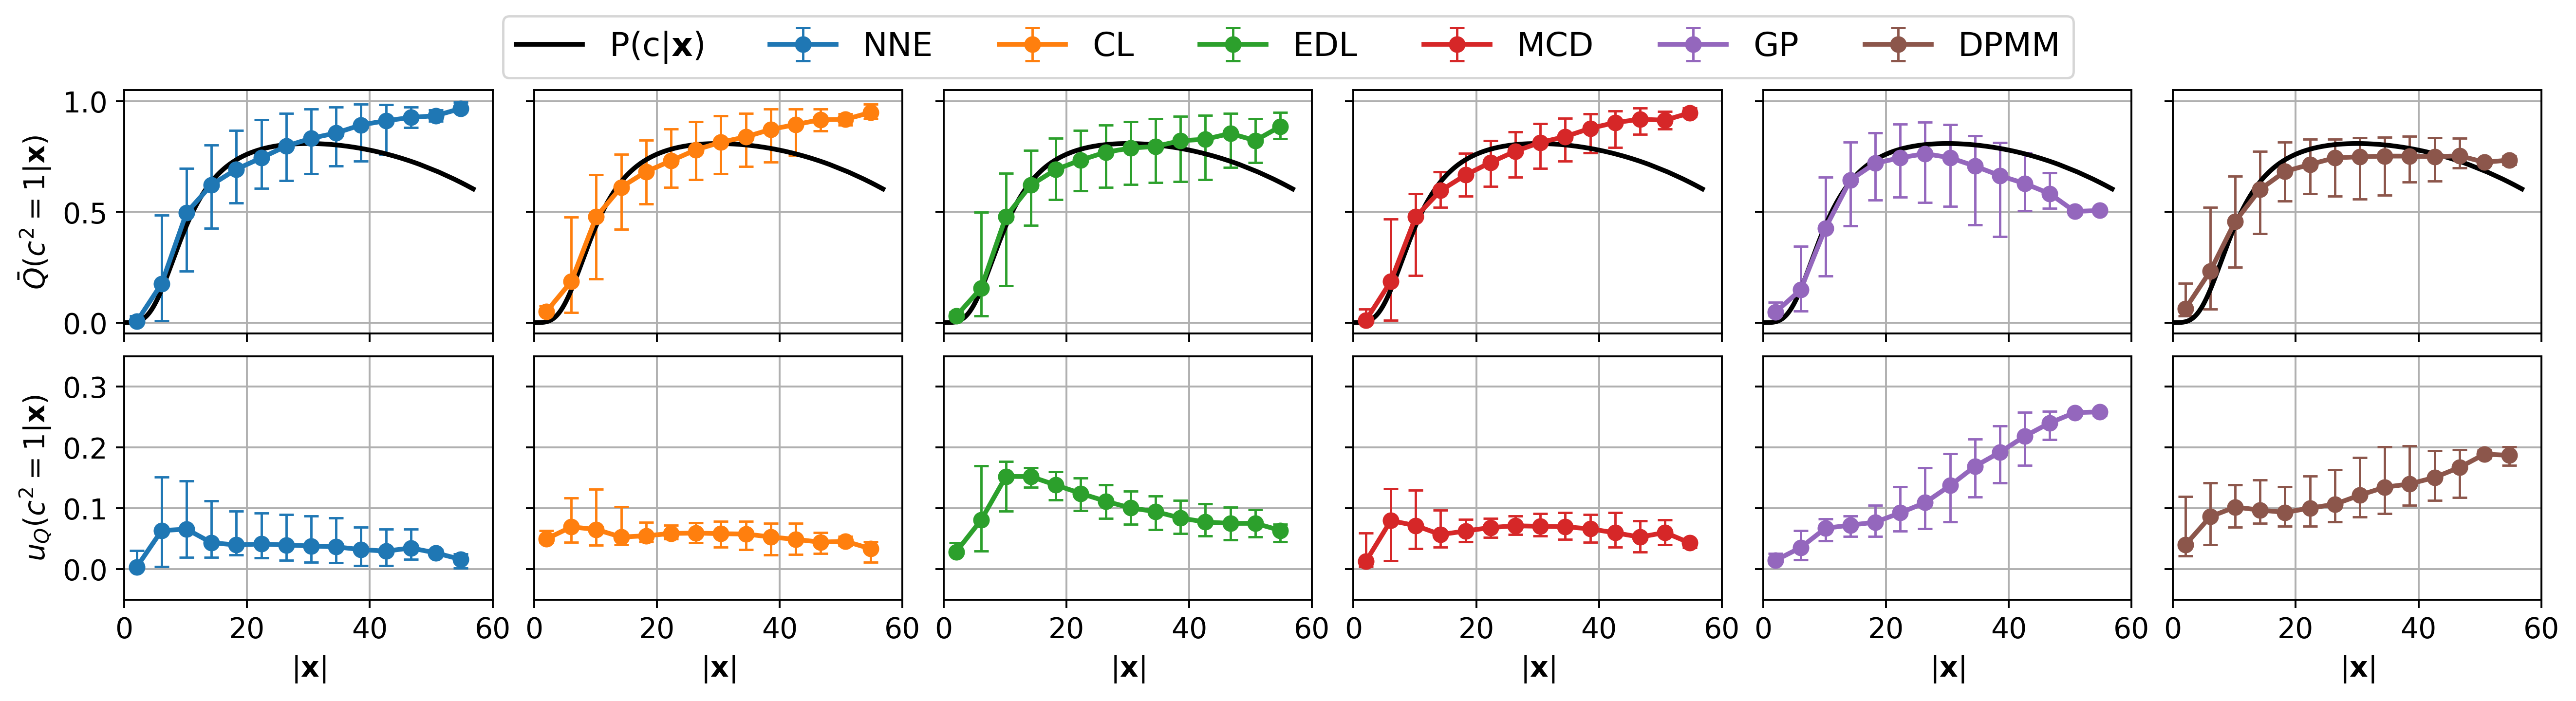 P(c|x) NNE CL EDL MCD GP DPMM
1.0
0.5
0.0
Q̄(c² = 1|x)
0.3
0.2
0.1
0.0
u_Q(c² = 1|x)
0 20 40 60 0 20 40 60 0 20 40 60 0 20 40 60 0 20 40 60 0 20 40 60
|x| |x| |x| |x| |x| |x|